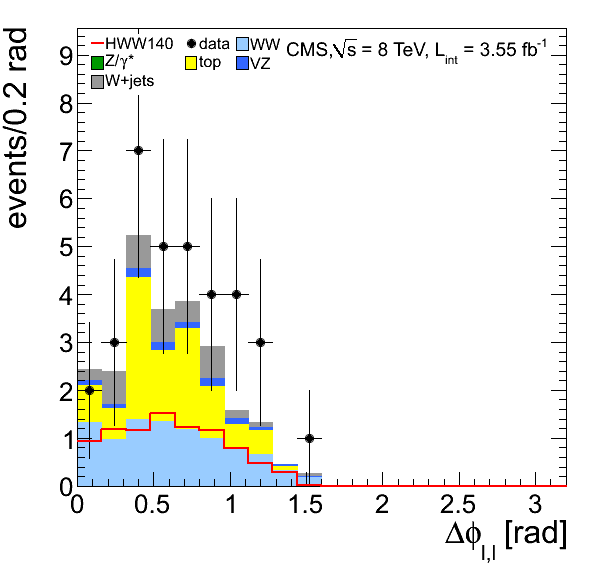 HWW140
data
WW
CMS,√s = 8 TeV, L_int = 3.55 fb^-1
Z/γ*
top
VZ
W+jets
events/0.2 rad
9
8
7
6
5
4
3
2
1
0
0 0.5 1 1.5 2 2.5 3
Δϕ_l,l [rad]